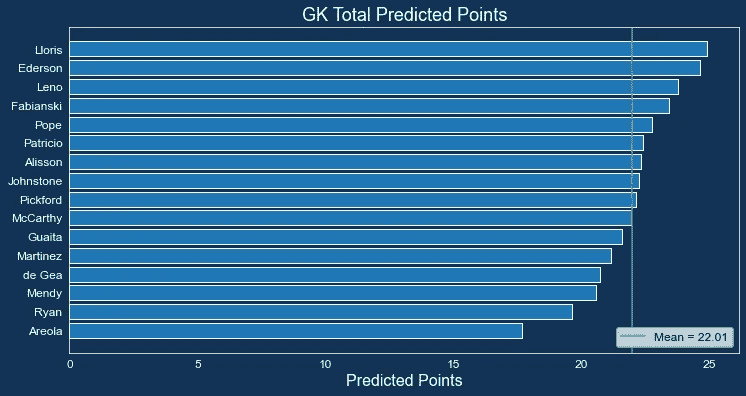 GK Total Predicted Points
Lloris
Ederson
Leno
Fabianski
Pope
Patricio
Alisson
Johnstone
Pickford
McCarthy
Guaita
Martinez
de Gea
Mendy
Ryan
Areola
Mean = 22.01
0 5 10 15 20 25
Predicted Points